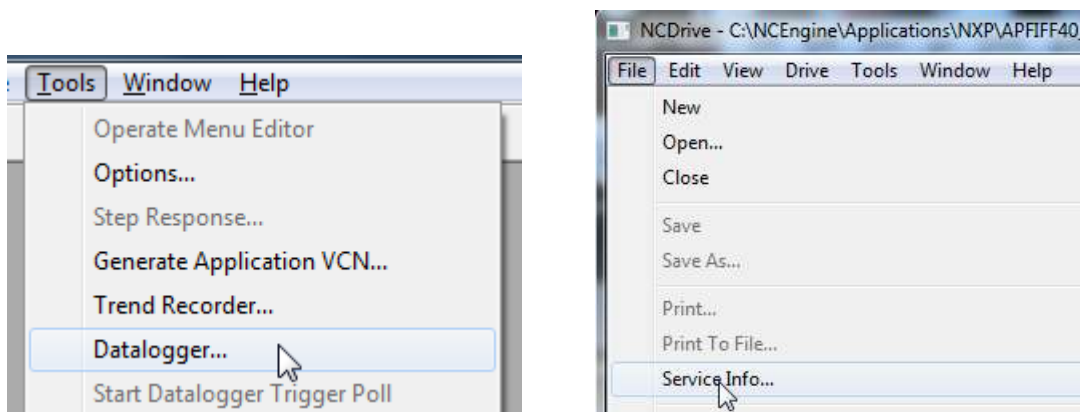 Tools Window Help
Operate Menu Editor
Options...
Step Response...
Generate Application VCN...
Trend Recorder...
Datalogger...
Start Datalogger Trigger Poll
NCDrive - C:\NCEngine\Applications\NXP\APFIFF40
File Edit View Drive Tools Window Help
New
Open...
Close
Save
Save As...
Print...
Print To File...
Service Info...